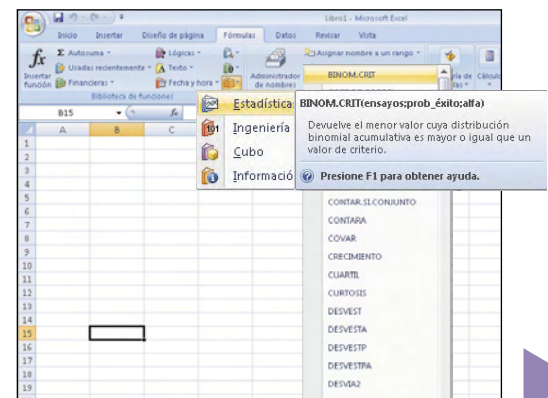 Libro1 - Microsoft Excel
Inicio Insertar Diseño de página Fórmulas Datos Revisar Vista
fx
Σ Autosuma
Lógicas
Asignar nombre a un rango
Usadas recientemente
Texto
Insertar función
Financieras
Fecha y hora
Administrador de nombres
Biblioteca de funciones
BINOM.CRIT
B15
fx
Estadísticas
Ingeniería
Cubo
Informació
BINOM.CRIT(ensayos;prob_éxito;alfa)
Devuelve el menor valor cuya distribución
binomial acumulativa es mayor o igual que un
valor de criterio.
Presione F1 para obtener ayuda.
A B C
1
2
3
4
5
6
7
8
9
10
11
12
13
14
15
16
17
18
19
CONTAR.SI.CONJUNTO
CONTARA
COVAR
CRECIMIENTO
CUARTIL
CURTOSIS
DESVEST
DESVESTA
DESVESTP
DESVESTPA
DESVIA2